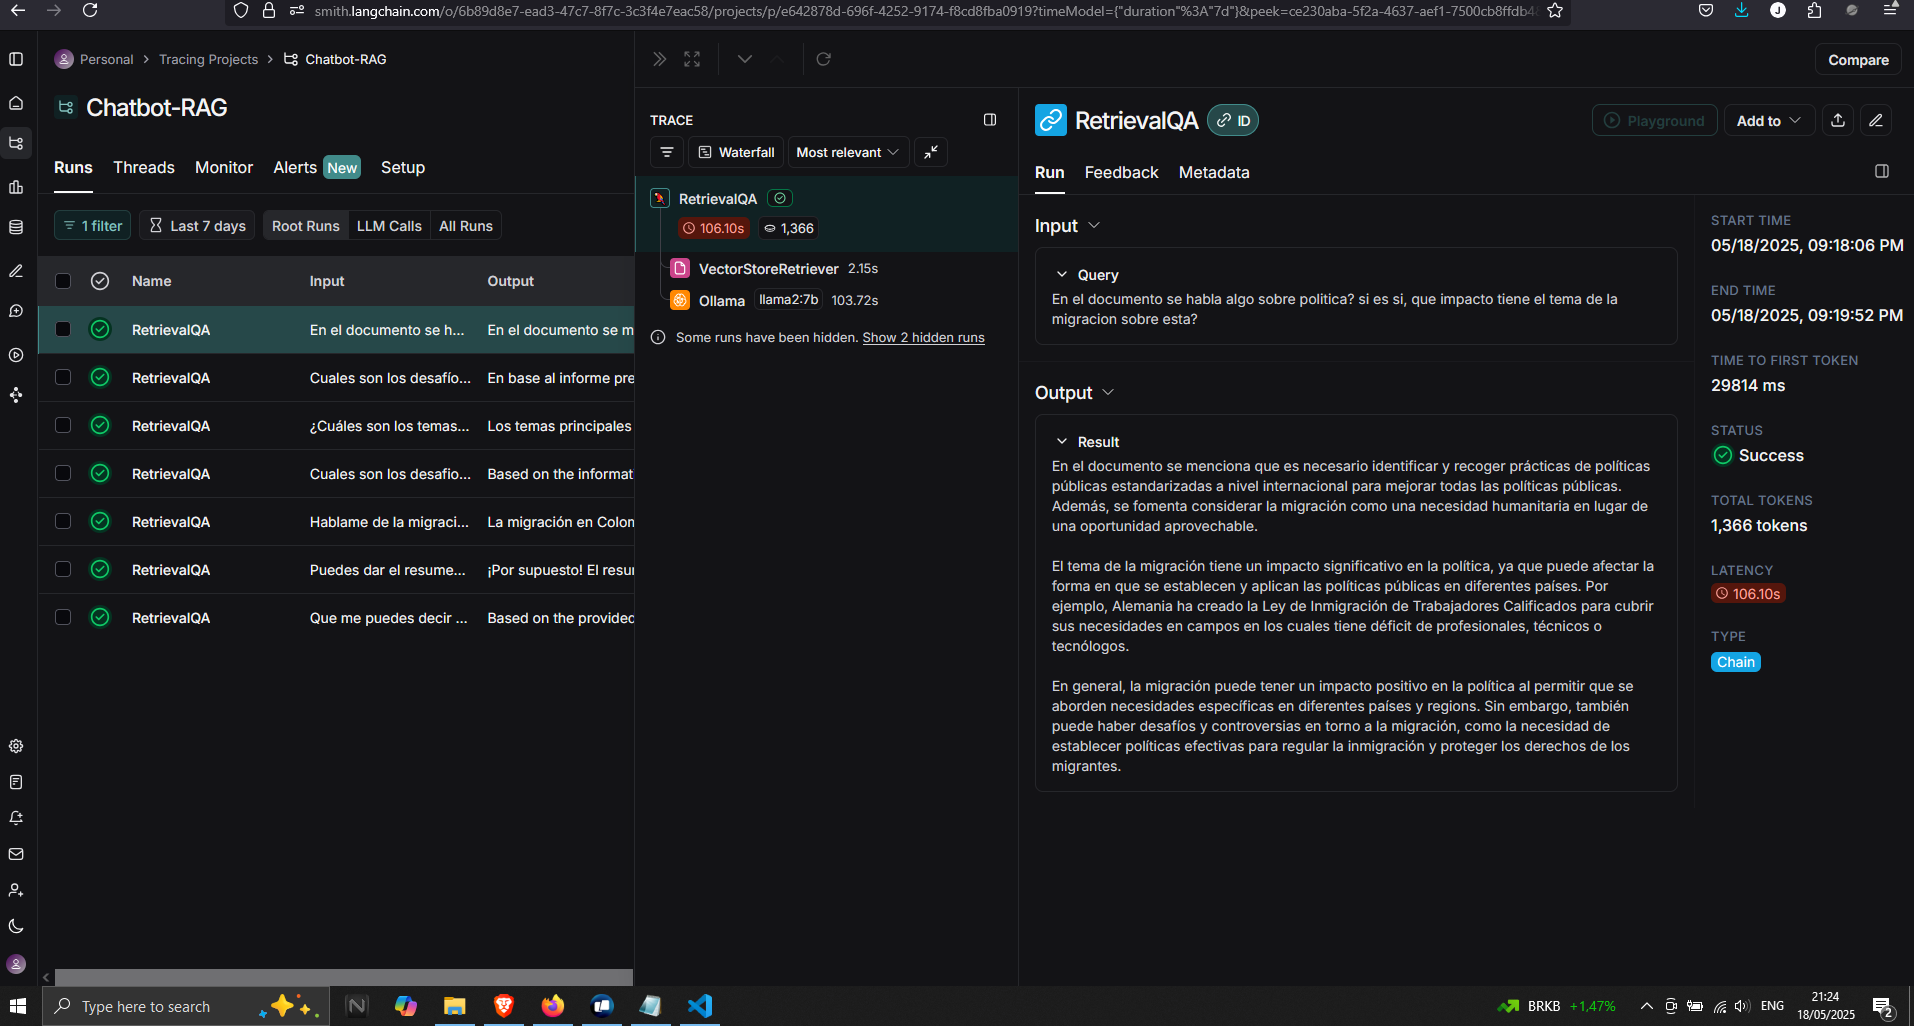 smith.langchain.com/o/6b89d8e7-ead3-47c7-8f7c-3c3f4e7eac58/projects/p/e642878d-696f-4252-9174-f8cd8fba0919?timeModel={"duration"%3A"7d"}&peek=ce230aba-5f2a-4637-aef1-7500cb8ffdb4
Personal > Tracing Projects > Chatbot-RAG
Chatbot-RAG
Runs Threads Monitor Alerts New Setup
1 filter Last 7 days Root Runs LLM Calls All Runs
Name Input Output
RetrievalQA En el documento se h... En el documento se m
RetrievalQA Cuales son los desafío... En base al informe pre
RetrievalQA ¿Cuáles son los temas... Los temas principales
RetrievalQA Cuales son los desafio... Based on the informat
RetrievalQA Hablame de la migraci... La migración en Colom
RetrievalQA Puedes dar el resume... ¡Por supuesto! El resur
RetrievalQA Que me puedes decir ... Based on the provided
TRACE
Waterfall Most relevant
RetrievalQA
106.10s 1,366
VectorStoreRetriever 2.15s
Ollama llama2:7b 103.72s
Some runs have been hidden. Show 2 hidden runs
Compare
RetrievalQA ID
Playground Add to
Run Feedback Metadata
Input
Query
En el documento se habla algo sobre politica? si es si, que impacto tiene el tema de la
migracion sobre esta?
Output
Result
En el documento se menciona que es necesario identificar y recoger prácticas de políticas
públicas estandarizadas a nivel internacional para mejorar todas las políticas públicas.
Además, se fomenta considerar la migración como una necesidad humanitaria en lugar de
una oportunidad aprovechable.
El tema de la migración tiene un impacto significativo en la política, ya que puede afectar la
forma en que se establecen y aplican las políticas públicas en diferentes países. Por
ejemplo, Alemania ha creado la Ley de Inmigración de Trabajadores Calificados para cubrir
sus necesidades en campos en los cuales tiene déficit de profesionales, técnicos o
tecnólogos.
En general, la migración puede tener un impacto positivo en la política al permitir que se
aborden necesidades específicas en diferentes países y regions. Sin embargo, también
puede haber desafíos y controversias en torno a la migración, como la necesidad de
establecer políticas efectivas para regular la inmigración y proteger los derechos de los
migrantes.
START TIME
05/18/2025, 09:18:06 PM
END TIME
05/18/2025, 09:19:52 PM
TIME TO FIRST TOKEN
29814 ms
STATUS
Success
TOTAL TOKENS
1,366 tokens
LATENCY
106.10s
TYPE
Chain
Type here to search
BRKB +1,47%
ENG
21:24
18/05/2025
2